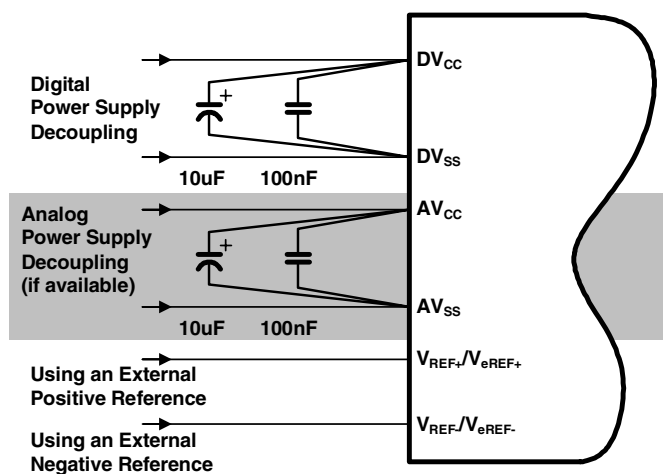 DVCC
Digital
Power Supply
Decoupling
+
DVSS
10uF 100nF
Analog
Power Supply
Decoupling
(if available)
AVCC
+
AVSS
10uF 100nF
VREF+/VeREF+
Using an External
Positive Reference
VREF-/VeREF-
Using an External
Negative Reference